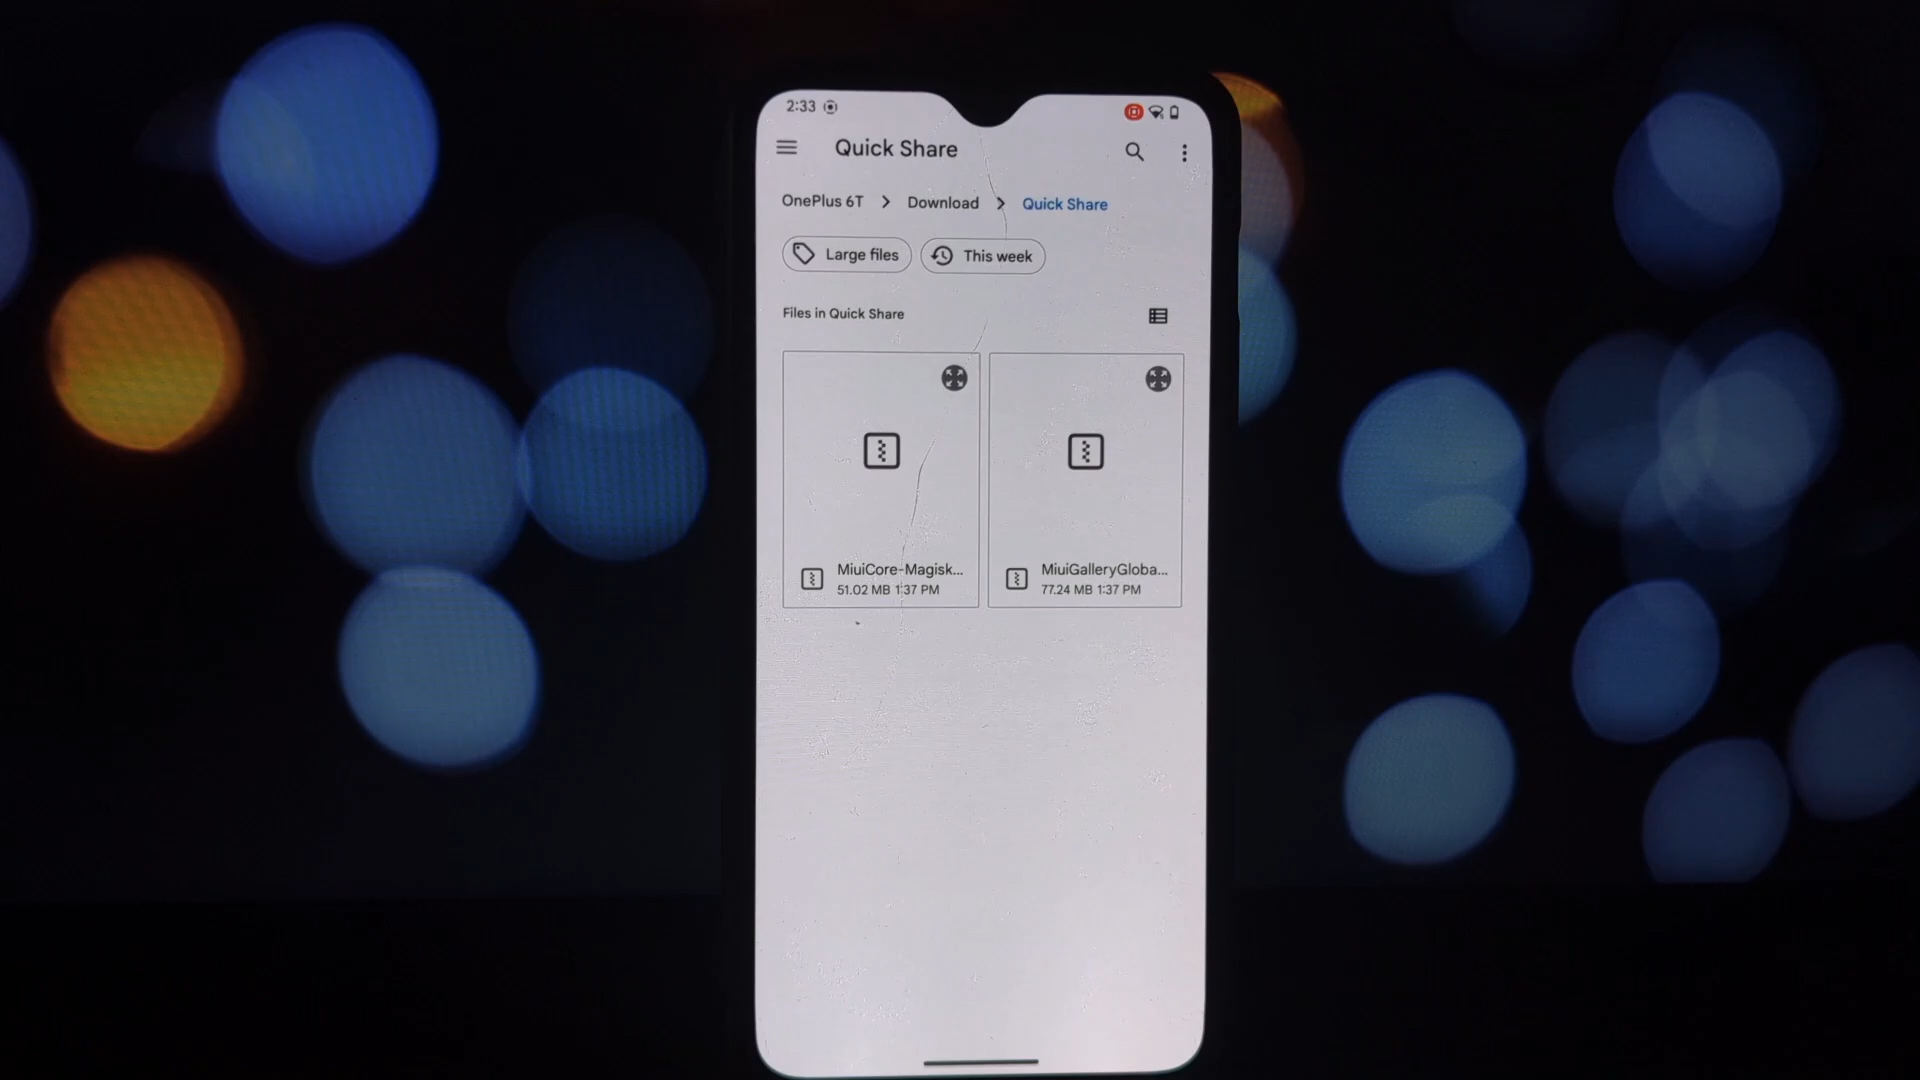 2:33
Quick Share
OnePlus 6T > Download > Quick Share
Large files
This week
Files in Quick Share
MiuiCore-Magisk...
51.02 MB 1:37 PM
MiuiGalleryGloba...
77.24 MB 1:37 PM